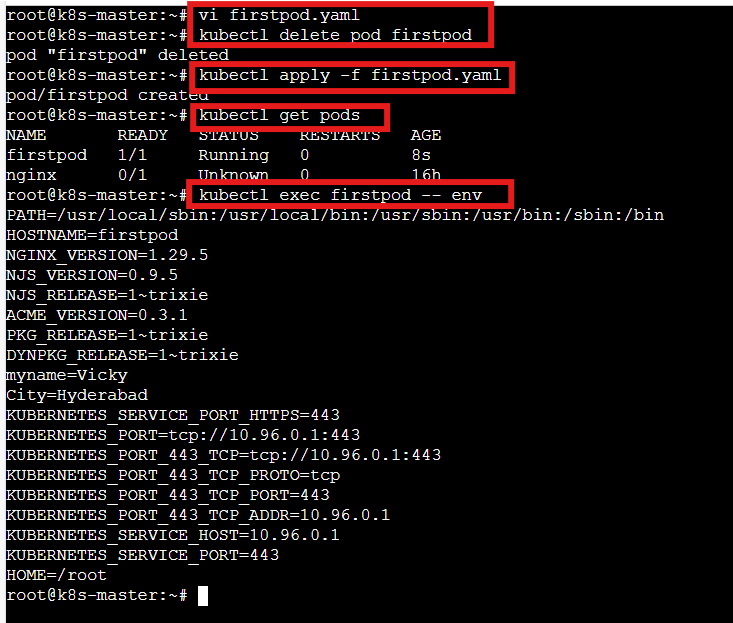 root@k8s-master:~# vi firstpod.yaml
root@k8s-master:~# kubectl delete pod firstpod
pod "firstpod" deleted
root@k8s-master:~# kubectl apply -f firstpod.yaml
pod/firstpod created
root@k8s-master:~# kubectl get pods
NAME       READY   STATUS    RESTARTS   AGE
firstpod   1/1     Running   0          8s
nginx      0/1     Unknown   0          16h
root@k8s-master:~# kubectl exec firstpod -- env
PATH=/usr/local/sbin:/usr/local/bin:/usr/sbin:/usr/bin:/sbin:/bin
HOSTNAME=firstpod
NGINX_VERSION=1.29.5
NJS_VERSION=0.9.5
NJS_RELEASE=1~trixie
ACME_VERSION=0.3.1
PKG_RELEASE=1~trixie
DYNPKG_RELEASE=1~trixie
myname=Vicky
City=Hyderabad
KUBERNETES_SERVICE_PORT_HTTPS=443
KUBERNETES_PORT=tcp://10.96.0.1:443
KUBERNETES_PORT_443_TCP=tcp://10.96.0.1:443
KUBERNETES_PORT_443_TCP_PROTO=tcp
KUBERNETES_PORT_443_TCP_PORT=443
KUBERNETES_PORT_443_TCP_ADDR=10.96.0.1
KUBERNETES_SERVICE_HOST=10.96.0.1
KUBERNETES_SERVICE_PORT=443
HOME=/root
root@k8s-master:~#